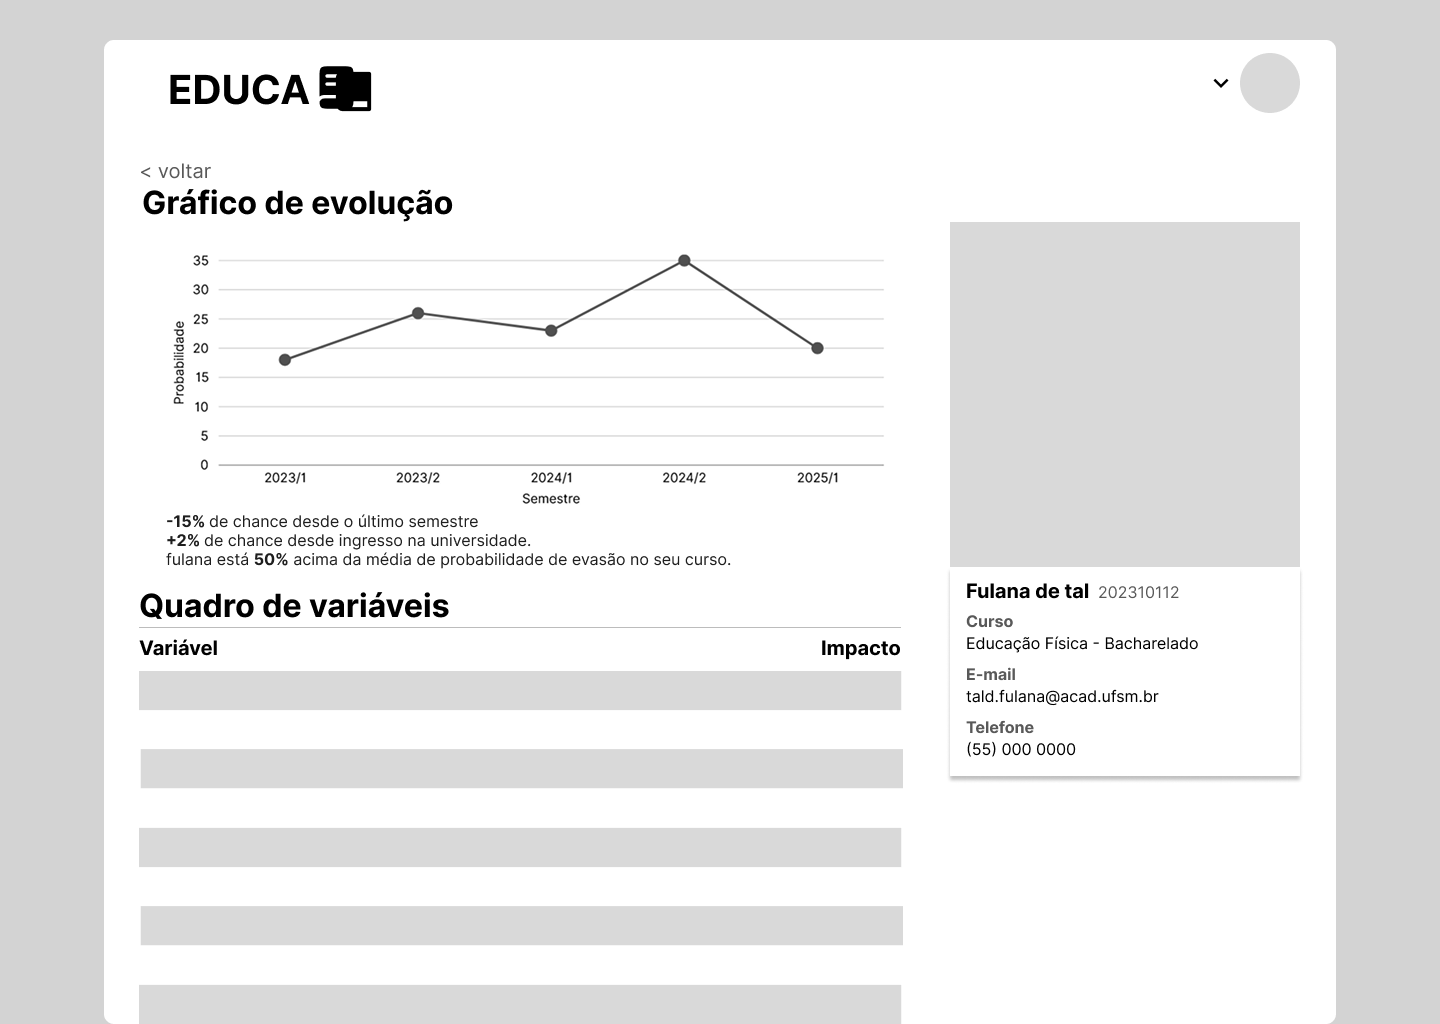 EDUCA
< voltar
Gráfico de evolução
35
30
25
20
15
10
5
0
Probabilidade
2023/1 2023/2 2024/1 2024/2 2025/1
Semestre
-15% de chance desde o último semestre
+2% de chance desde ingresso na universidade.
fulana está 50% acima da média de probabilidade de evasão no seu curso.
Quadro de variáveis
Variável Impacto
Fulana de tal 202310112
Curso
Educação Física - Bacharelado
E-mail
tald.fulana@acad.ufsm.br
Telefone
(55) 000 0000